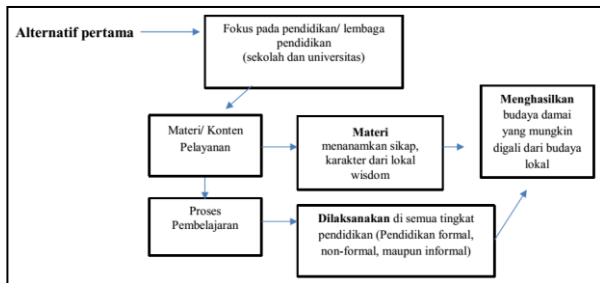 Alternatif pertama
Fokus pada pendidikan/ lembaga
pendidikan
(sekolah dan universitas)
Materi/ Konten
Pelayanan
Materi
menanamkan sikap,
karakter dari lokal
wisdom
Menghasilkan
budaya damai
yang mungkin
digali dari budaya
lokal
Proses
Pembelajaran
Dilaksanakan di semua tingkat
pendidikan (Pendidikan formal,
non-formal, maupun informal)